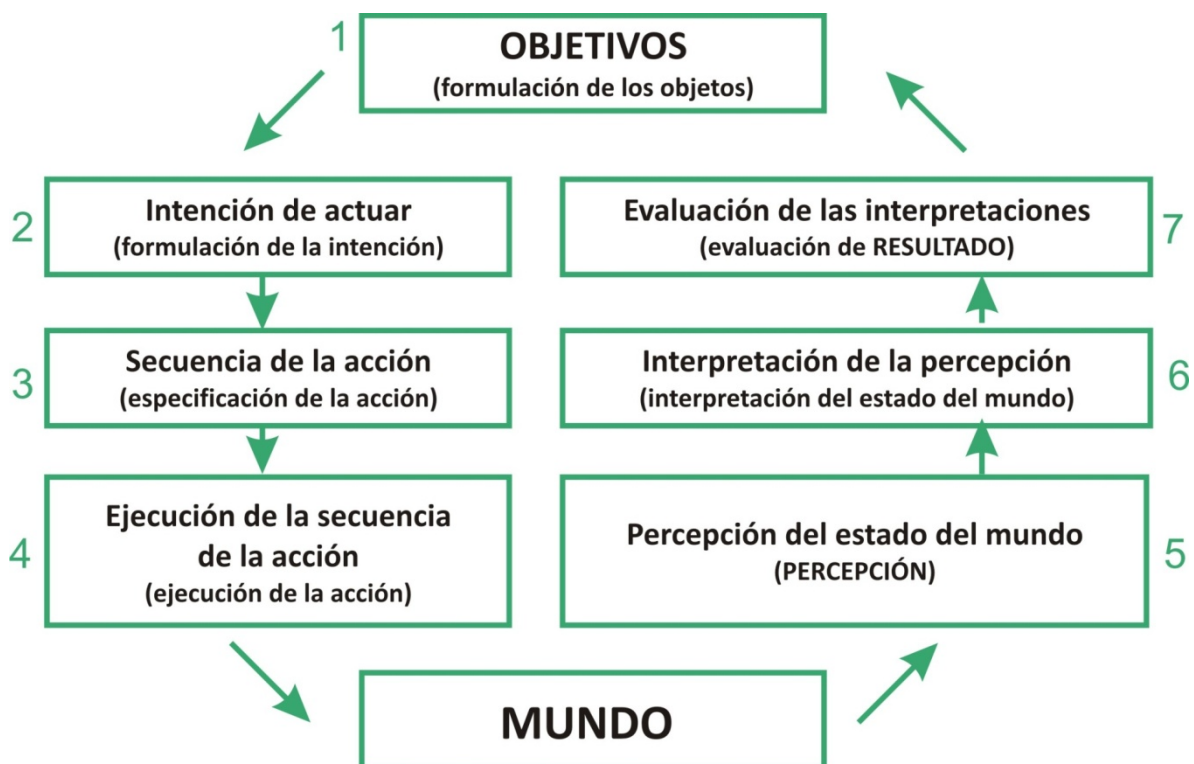 1
OBJETIVOS
(formulación de los objetos)
2
Intención de actuar
(formulación de la intención)
3
Secuencia de la acción
(especificación de la acción)
4
Ejecución de la secuencia
de la acción
(ejecución de la acción)
MUNDO
Percepción del estado del mundo
(PERCEPCIÓN)
5
Interpretación de la percepción
(interpretación del estado del mundo)
6
Evaluación de las interpretaciones
(evaluación de RESULTADO)
7